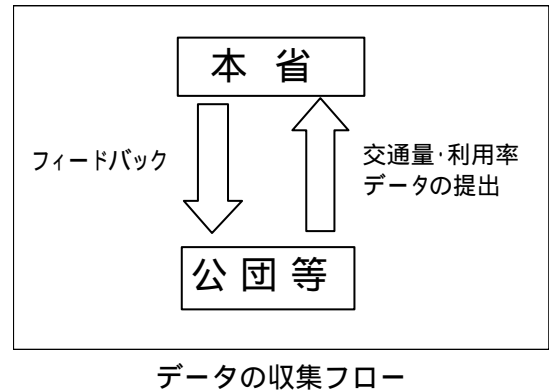 本 省
フィードバック
交通量・利用率
データの提出
公 団 等
データの収集フロー